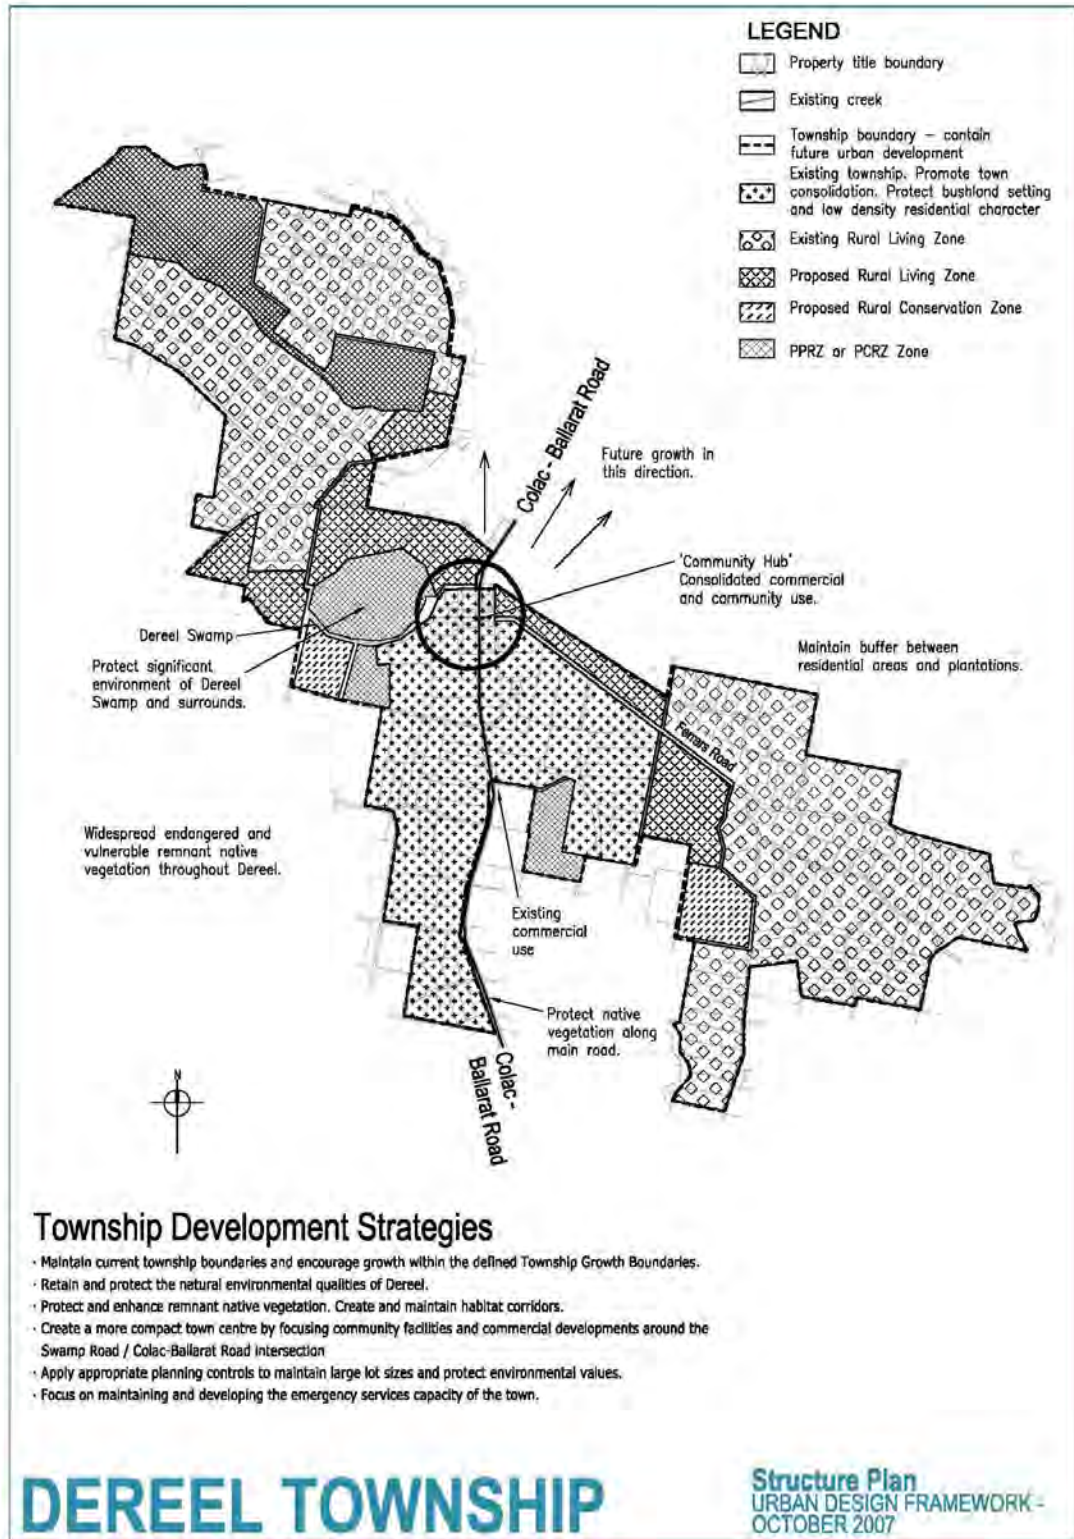 LEGEND
Property title boundary
Existing creek
Township boundary – contain
future urban development
Existing township. Promote town
consolidation. Protect bushland setting
and low density residential character
Existing Rural Living Zone
Proposed Rural Living Zone
Proposed Rural Conservation Zone
PPRZ or PCRZ Zone
Colac - Ballarat Road
Future growth in
this direction.
'Community Hub'
Consolidated commercial
and community use.
Maintain buffer between
residential areas and plantations.
Dereel Swamp
Protect significant
environment of Dereel
Swamp and surrounds.
Ferrars Road
Widespread endangered and
vulnerable remnant native
vegetation throughout Dereel.
Existing
commercial
use
Protect native
vegetation along
main road.
Colac -
Ballarat Road
N
Township Development Strategies
· Maintain current township boundaries and encourage growth within the defined Township Growth Boundaries.
· Retain and protect the natural environmental qualities of Dereel.
· Protect and enhance remnant native vegetation. Create and maintain habitat corridors.
· Create a more compact town centre by focusing community facilities and commercial developments around the
Swamp Road / Colac-Ballarat Road intersection
· Apply appropriate planning controls to maintain large lot sizes and protect environmental values.
· Focus on maintaining and developing the emergency services capacity of the town.
DEREEL TOWNSHIP
Structure Plan
URBAN DESIGN FRAMEWORK -
OCTOBER 2007